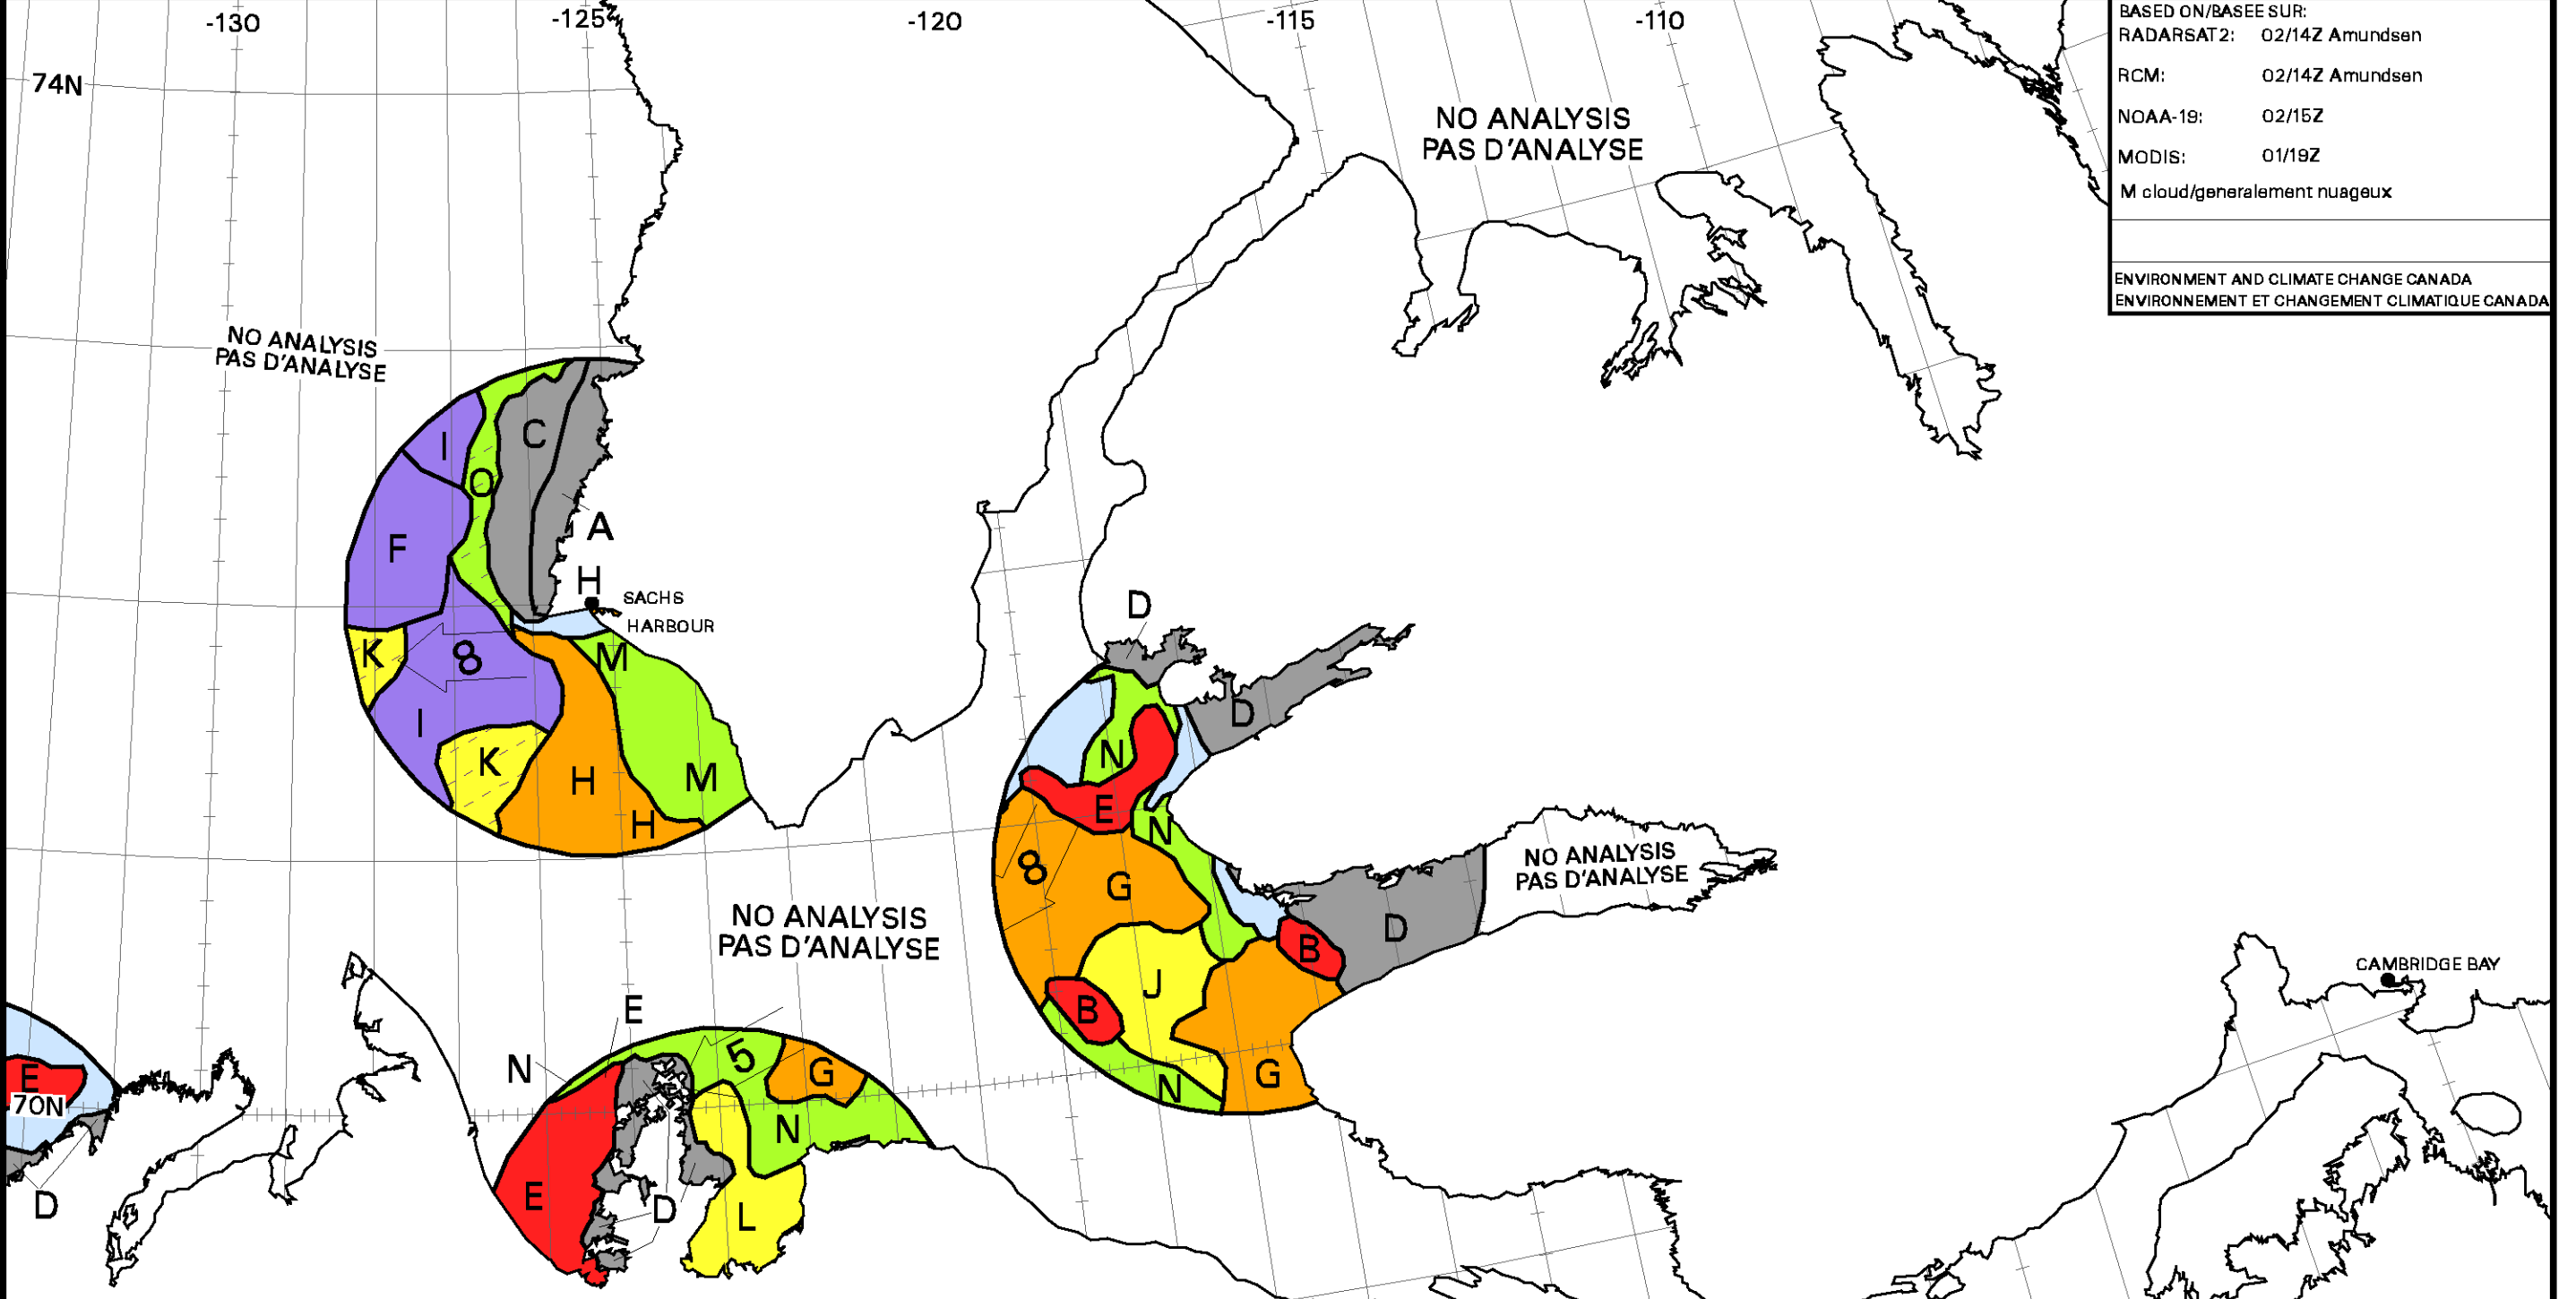 -130
-125
-120
-115
-110
74N
BASED ON/BASEE SUR:
RADARSAT2: 02/14Z Amundsen
RCM: 02/14Z Amundsen
NOAA-19: 02/15Z
MODIS: 01/19Z
M cloud/generalement nuageux
ENVIRONMENT AND CLIMATE CHANGE CANADA
ENVIRONNEMENT ET CHANGEMENT CLIMATIQUE CANADA
NO ANALYSIS
PAS D'ANALYSE
NO ANALYSIS
PAS D'ANALYSE
I
C
O
A
F
H
SACHS
HARBOUR
K
8
M
I
K
H
M
H
D
D
N
E
N
8
G
NO ANALYSIS
PAS D'ANALYSE
B
D
J
B
G
N
NO ANALYSIS
PAS D'ANALYSE
CAMBRIDGE BAY
E
N
5
G
N
E
D
L
E
70N
D